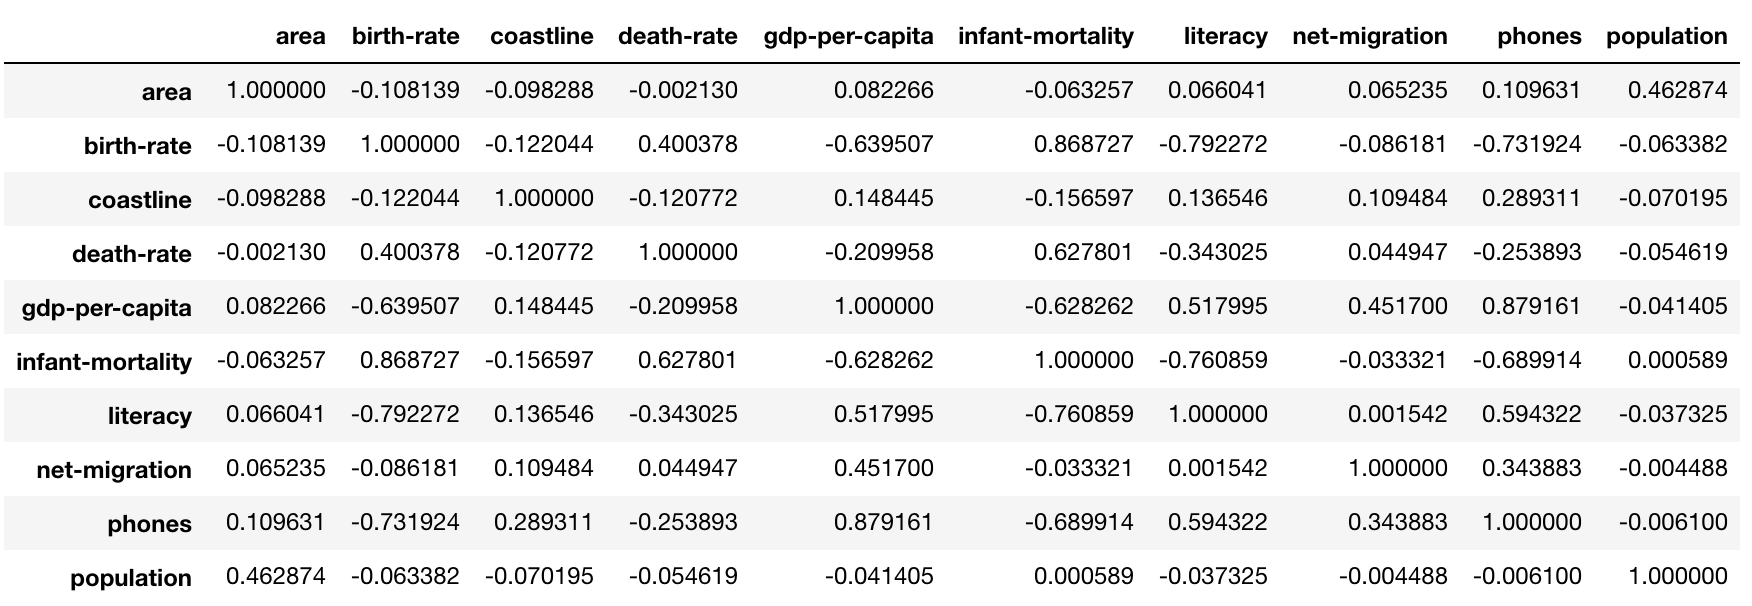 area birth-rate coastline death-rate gdp-per-capita infant-mortality literacy net-migration phones population
area 1.000000 -0.108139 -0.098288 -0.002130 0.082266 -0.063257 0.066041 0.065235 0.109631 0.462874
birth-rate -0.108139 1.000000 -0.122044 0.400378 -0.639507 0.868727 -0.792272 -0.086181 -0.731924 -0.063382
coastline -0.098288 -0.122044 1.000000 -0.120772 0.148445 -0.156597 0.136546 0.109484 0.289311 -0.070195
death-rate -0.002130 0.400378 -0.120772 1.000000 -0.209958 0.627801 -0.343025 0.044947 -0.253893 -0.054619
gdp-per-capita 0.082266 -0.639507 0.148445 -0.209958 1.000000 -0.628262 0.517995 0.451700 0.879161 -0.041405
infant-mortality -0.063257 0.868727 -0.156597 0.627801 -0.628262 1.000000 -0.760859 -0.033321 -0.689914 0.000589
literacy 0.066041 -0.792272 0.136546 -0.343025 0.517995 -0.760859 1.000000 0.001542 0.594322 -0.037325
net-migration 0.065235 -0.086181 0.109484 0.044947 0.451700 -0.033321 0.001542 1.000000 0.343883 -0.004488
phones 0.109631 -0.731924 0.289311 -0.253893 0.879161 -0.689914 0.594322 0.343883 1.000000 -0.006100
population 0.462874 -0.063382 -0.070195 -0.054619 -0.041405 0.000589 -0.037325 -0.004488 -0.006100 1.000000